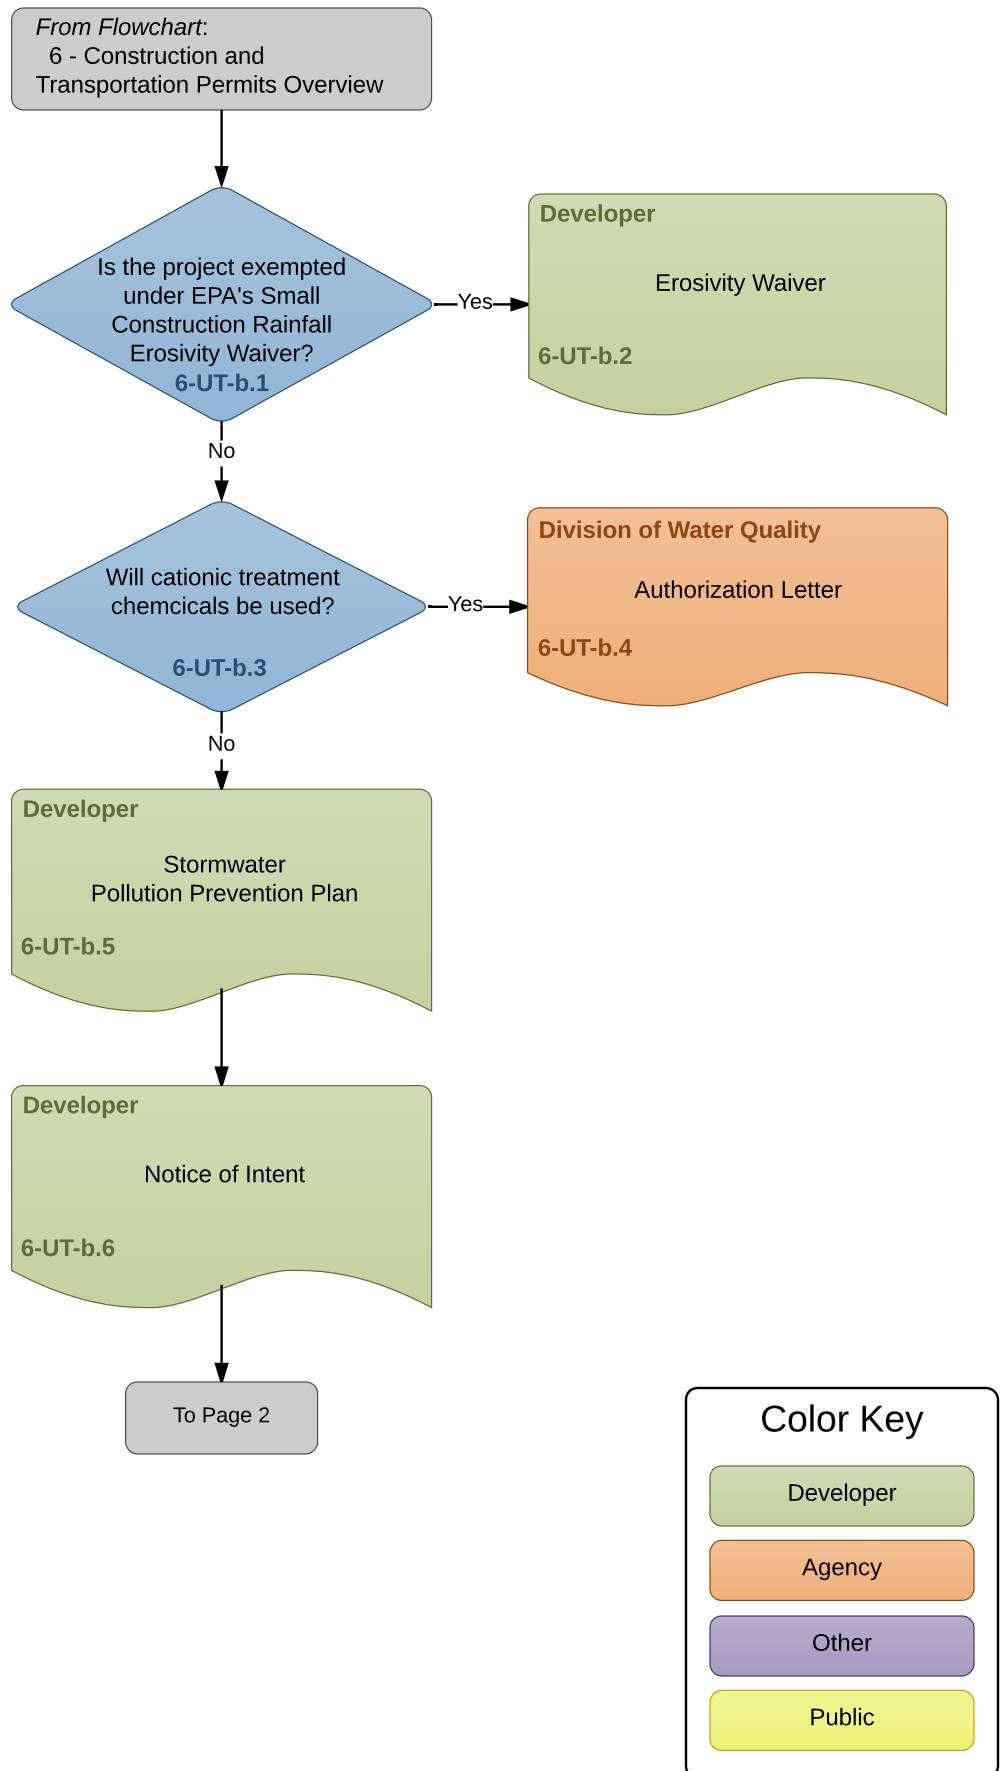 From Flowchart:
6 - Construction and
Transportation Permits Overview
Is the project exempted
under EPA's Small
Construction Rainfall
Erosivity Waiver?
6-UT-b.1
Yes
Developer
Erosivity Waiver
6-UT-b.2
No
Will cationic treatment
chemcicals be used?
6-UT-b.3
Yes
Division of Water Quality
Authorization Letter
6-UT-b.4
No
Developer
Stormwater
Pollution Prevention Plan
6-UT-b.5
Developer
Notice of Intent
6-UT-b.6
To Page 2
Color Key
Developer
Agency
Other
Public